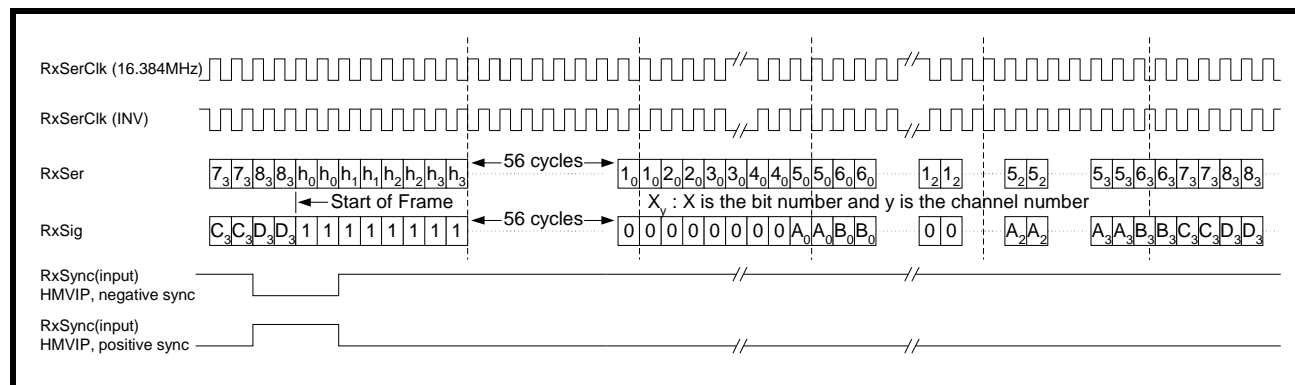 RxSerClk (16.384MHz)
RxSerClk (INV)
RxSer 7₃ 7₃ 8₃ 8₃ h₀ h₀ h₁ h₁ h₂ h₂ h₃ h₃ 56 cycles 1₀ 1₀ 2₀ 2₀ 3₀ 3₀ 4₀ 4₀ 5₀ 5₀ 6₀ 6₀ 1₂ 1₂ 5₂ 5₂ 5₃ 5₃ 6₃ 6₃ 7₃ 7₃ 8₃ 8₃
Start of Frame Xᵧ : X is the bit number and y is the channel number
RxSig C₃ C₃ D₃ D₃ 1 1 1 1 1 1 1 1 56 cycles 0 0 0 0 0 0 0 0 A₀ A₀ B₀ B₀ 0 0 A₂ A₂ A₃ A₃ B₃ B₃ C₃ C₃ D₃ D₃
RxSync(input)
HMVIP, negative sync
RxSync(input)
HMVIP, positive sync